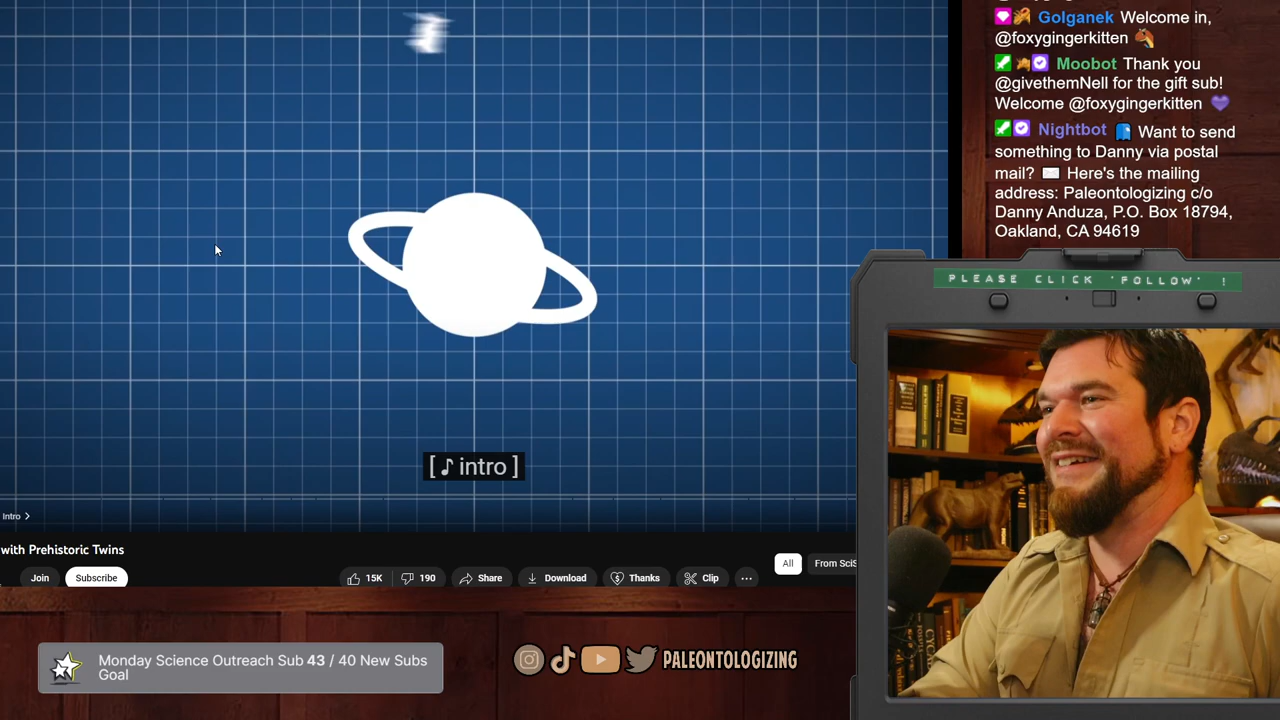 Golganek Welcome in,
@foxygingerkitten
Moobot Thank you
@givethemNell for the gift sub!
Welcome @foxygingerkitten
Nightbot Want to send
something to Danny via postal
mail? Here's the mailing
address: Paleontologizing c/o
Danny Anduza, P.O. Box 18794,
Oakland, CA 94619
PLEASE CLICK 'FOLLOW' !
[♪ intro ]
Intro
with Prehistoric Twins
Join
Subscribe
15K
190
Share
Download
Thanks
Clip
All
From SciS
Monday Science Outreach Sub 43 / 40 New Subs
Goal
PALEONTOLOGIZING